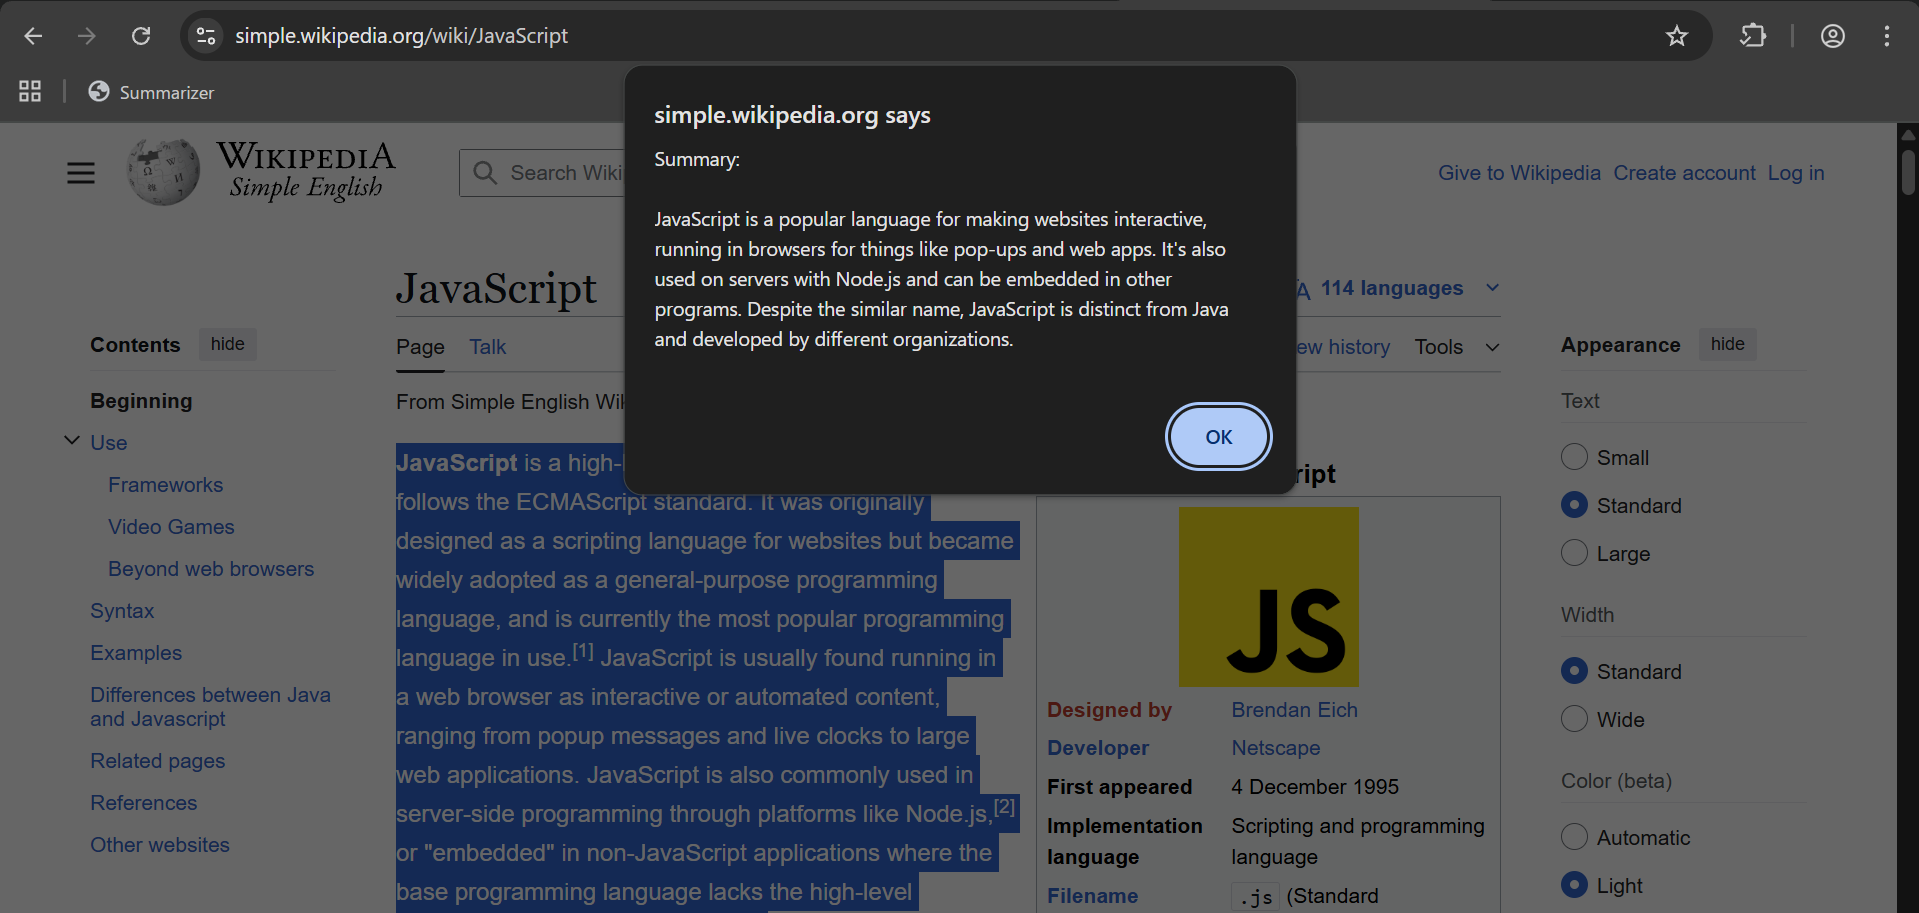 simple.wikipedia.org/wiki/JavaScript
Summarizer
simple.wikipedia.org says
Summary:
JavaScript is a popular language for making websites interactive,
running in browsers for things like pop-ups and web apps. It's also
used on servers with Node.js and can be embedded in other
programs. Despite the similar name, JavaScript is distinct from Java
and developed by different organizations.
OK
WIKIPEDIA
Simple English
Search Wiki
Give to Wikipedia Create account Log in
JavaScript
114 languages
Contents hide
Beginning
Use
Frameworks
Video Games
Beyond web browsers
Syntax
Examples
Differences between Java
and Javascript
Related pages
References
Other websites
Page Talk
ew history Tools
From Simple English Wik
JavaScript is a high-
follows the ECMAScript standard. It was originally
designed as a scripting language for websites but became
widely adopted as a general-purpose programming
language, and is currently the most popular programming
language in use.[1] JavaScript is usually found running in
a web browser as interactive or automated content,
ranging from popup messages and live clocks to large
web applications. JavaScript is also commonly used in
server-side programming through platforms like Node.js,[2]
or "embedded" in non-JavaScript applications where the
base programming language lacks the high-level
ript
JS
Designed by Brendan Eich
Developer Netscape
First appeared 4 December 1995
Implementation Scripting and programming
language language
Filename .js (Standard
Appearance hide
Text
Small
Standard
Large
Width
Standard
Wide
Color (beta)
Automatic
Light